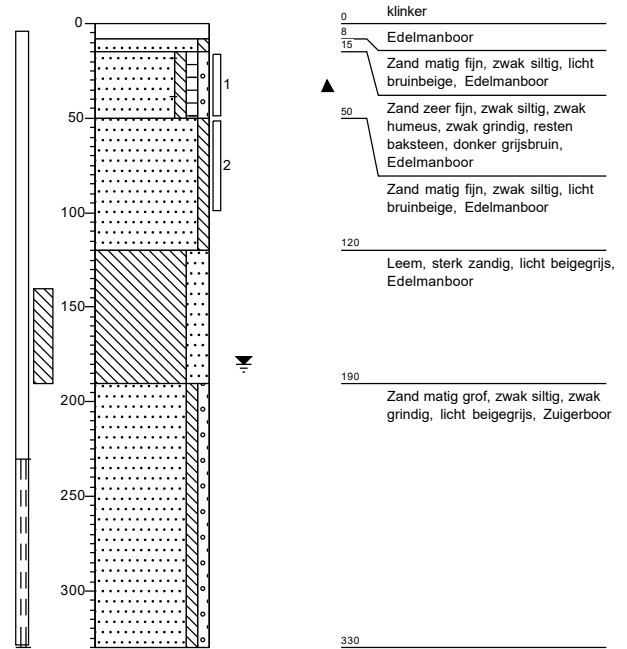 0
50
100
150
200
250
300
1
2
0
klinker
8
Edelmanboor
15
Zand matig fijn, zwak siltig, licht
bruinbeige, Edelmanboor
50
Zand zeer fijn, zwak siltig, zwak
humeus, zwak grindig, resten
baksteen, donker grijsbruin,
Edelmanboor
Zand matig fijn, zwak siltig, licht
bruinbeige, Edelmanboor
120
Leem, sterk zandig, licht beigegrijs,
Edelmanboor
190
Zand matig grof, zwak siltig, zwak
grindig, licht beigegrijs, Zuigerboor
330